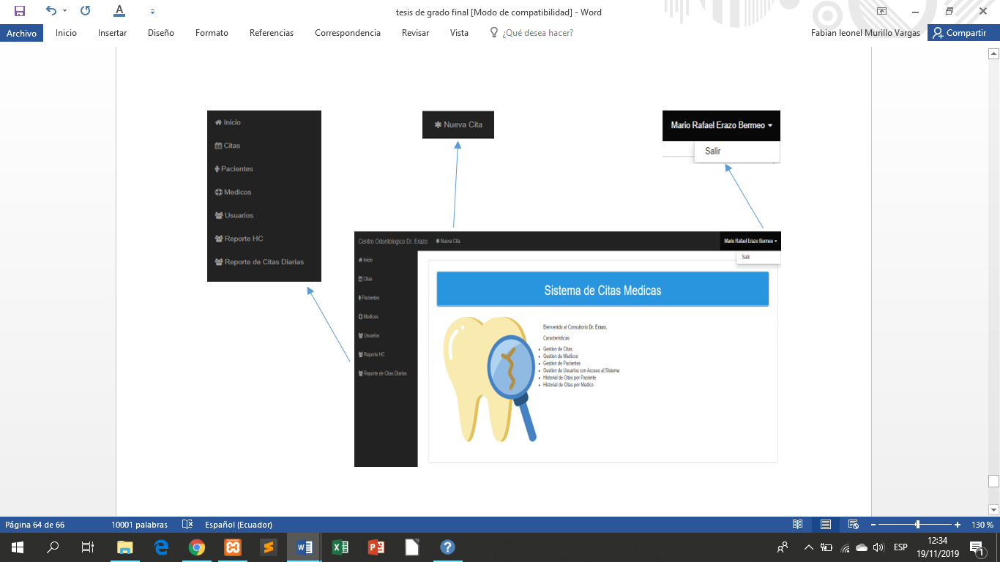 tesis de grado final [Modo de compatibilidad] - Word
Archivo Inicio Insertar Diseño Formato Referencias Correspondencia Revisar Vista ¿Qué desea hacer? Fabian leonel Murillo Vargas Compartir
Inicio
Citas
Pacientes
Medicos
Usuarios
Reporte HC
Reporte de Citas Diarias
Nueva Cita
Mario Rafael Erazo Bermeo
Salir
Centro Odontologico Dr. Erazo Nueva Cita Mario Rafael Erazo Bermeo
Salir
Inicio
Citas
Pacientes
Medicos
Usuarios
Reporte HC
Reporte de Citas Diarias
Sistema de Citas Medicas
Bienvenido al Consultorio Dr. Erazo.
Caracteristicas
Gestion de Citas
Gestion de Medicos
Gestion de Pacientes
Gestion de Usuarios con Acceso al Sistema
Historial de Citas por Paciente
Historial de Citas por Medico
Página 64 de 66 10001 palabras Español (Ecuador) 130 %
ESP 12:34
19/11/2019 1